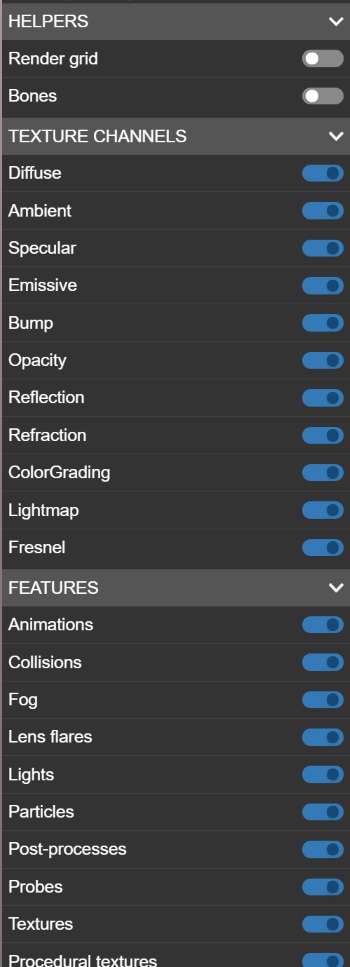 HELPERS
Render grid
Bones
TEXTURE CHANNELS
Diffuse
Ambient
Specular
Emissive
Bump
Opacity
Reflection
Refraction
ColorGrading
Lightmap
Fresnel
FEATURES
Animations
Collisions
Fog
Lens flares
Lights
Particles
Post-processes
Probes
Textures
Procedural textures